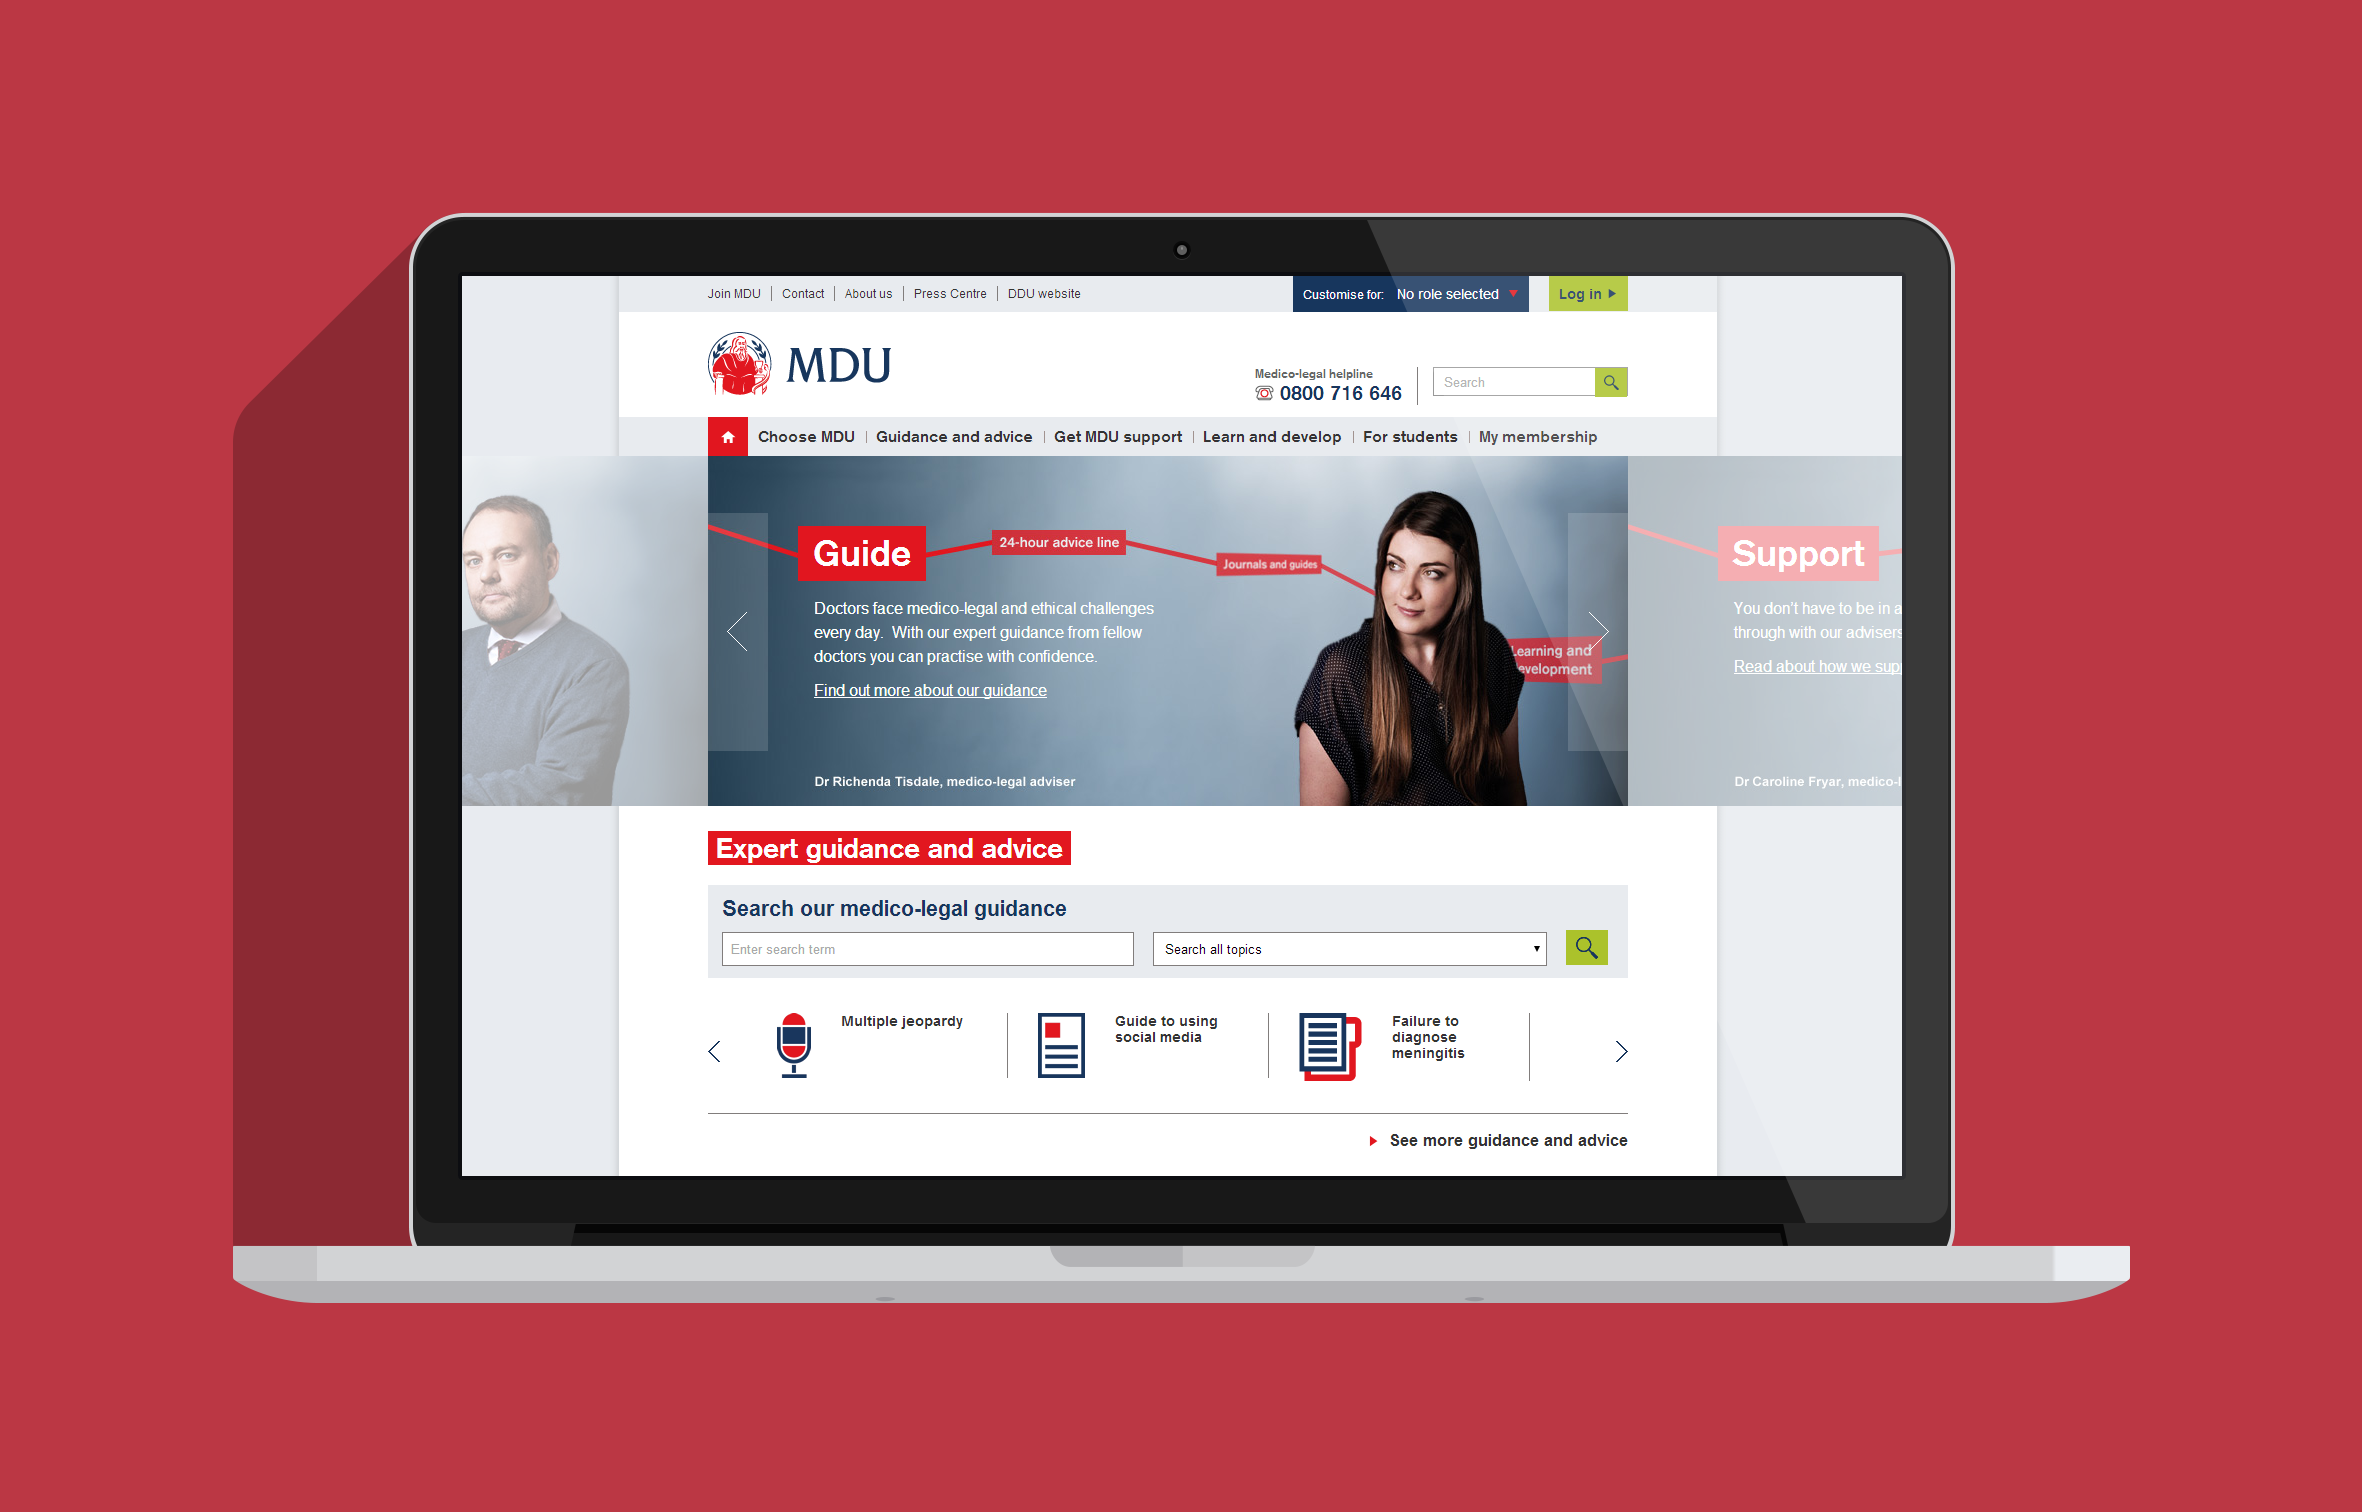 Join MDU
Contact
About us
Press Centre
DDU website
Customise for:
No role selected
Log in
MDU
Medico-legal helpline
0800 716 646
Search
Choose MDU
Guidance and advice
Get MDU support
Learn and develop
For students
My membership
Guide
24-hour advice line
Journals and guides
Learning and
evelopment
Doctors face medico-legal and ethical challenges
every day.  With our expert guidance from fellow
doctors you can practise with confidence.
Find out more about our guidance
Dr Richenda Tisdale, medico-legal adviser
Support
You don't have to be in a
through with our advisers
Read about how we supp
Dr Caroline Fryar, medico-l
Expert guidance and advice
Search our medico-legal guidance
Enter search term
Search all topics
Multiple jeopardy
Guide to using
social media
Failure to
diagnose
meningitis
See more guidance and advice